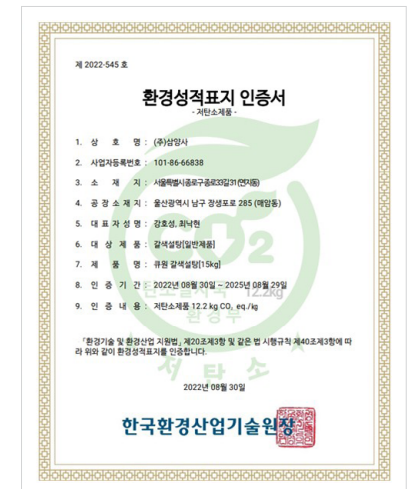 제 2022-545 호
환경성적표지 인증서
- 저탄소제품 -
1. 상 호 명 : (주)삼양사
2. 사업자등록번호 : 101-86-66838
3. 소 재 지 : 서울특별시 종로구 종로33길 31 (연지동)
4. 공 장 소 재 지 : 울산광역시 남구 장생포로 285 (매암동)
5. 대 표 자 성 명 : 강호성, 최낙현
6. 대 상 제 품 : 갈색설탕[일반제품]
7. 제 품 명 : 큐원 갈색설탕[15kg]
8. 인 증 기 간 : 2022년 08월 30일 ~ 2025년 08월 29일
9. 인 증 내 용 : 저탄소제품 12.2 kg CO₂ eq./kg
CO2
12.2kg
환경부
저탄소
「환경기술 및 환경산업 지원법」 제20조제3항 및 같은 법 시행규칙 제40조제3항에 따
라 위와 같이 환경성적표지를 인증합니다.
2022년 08월 30일
한국환경산업기술원장